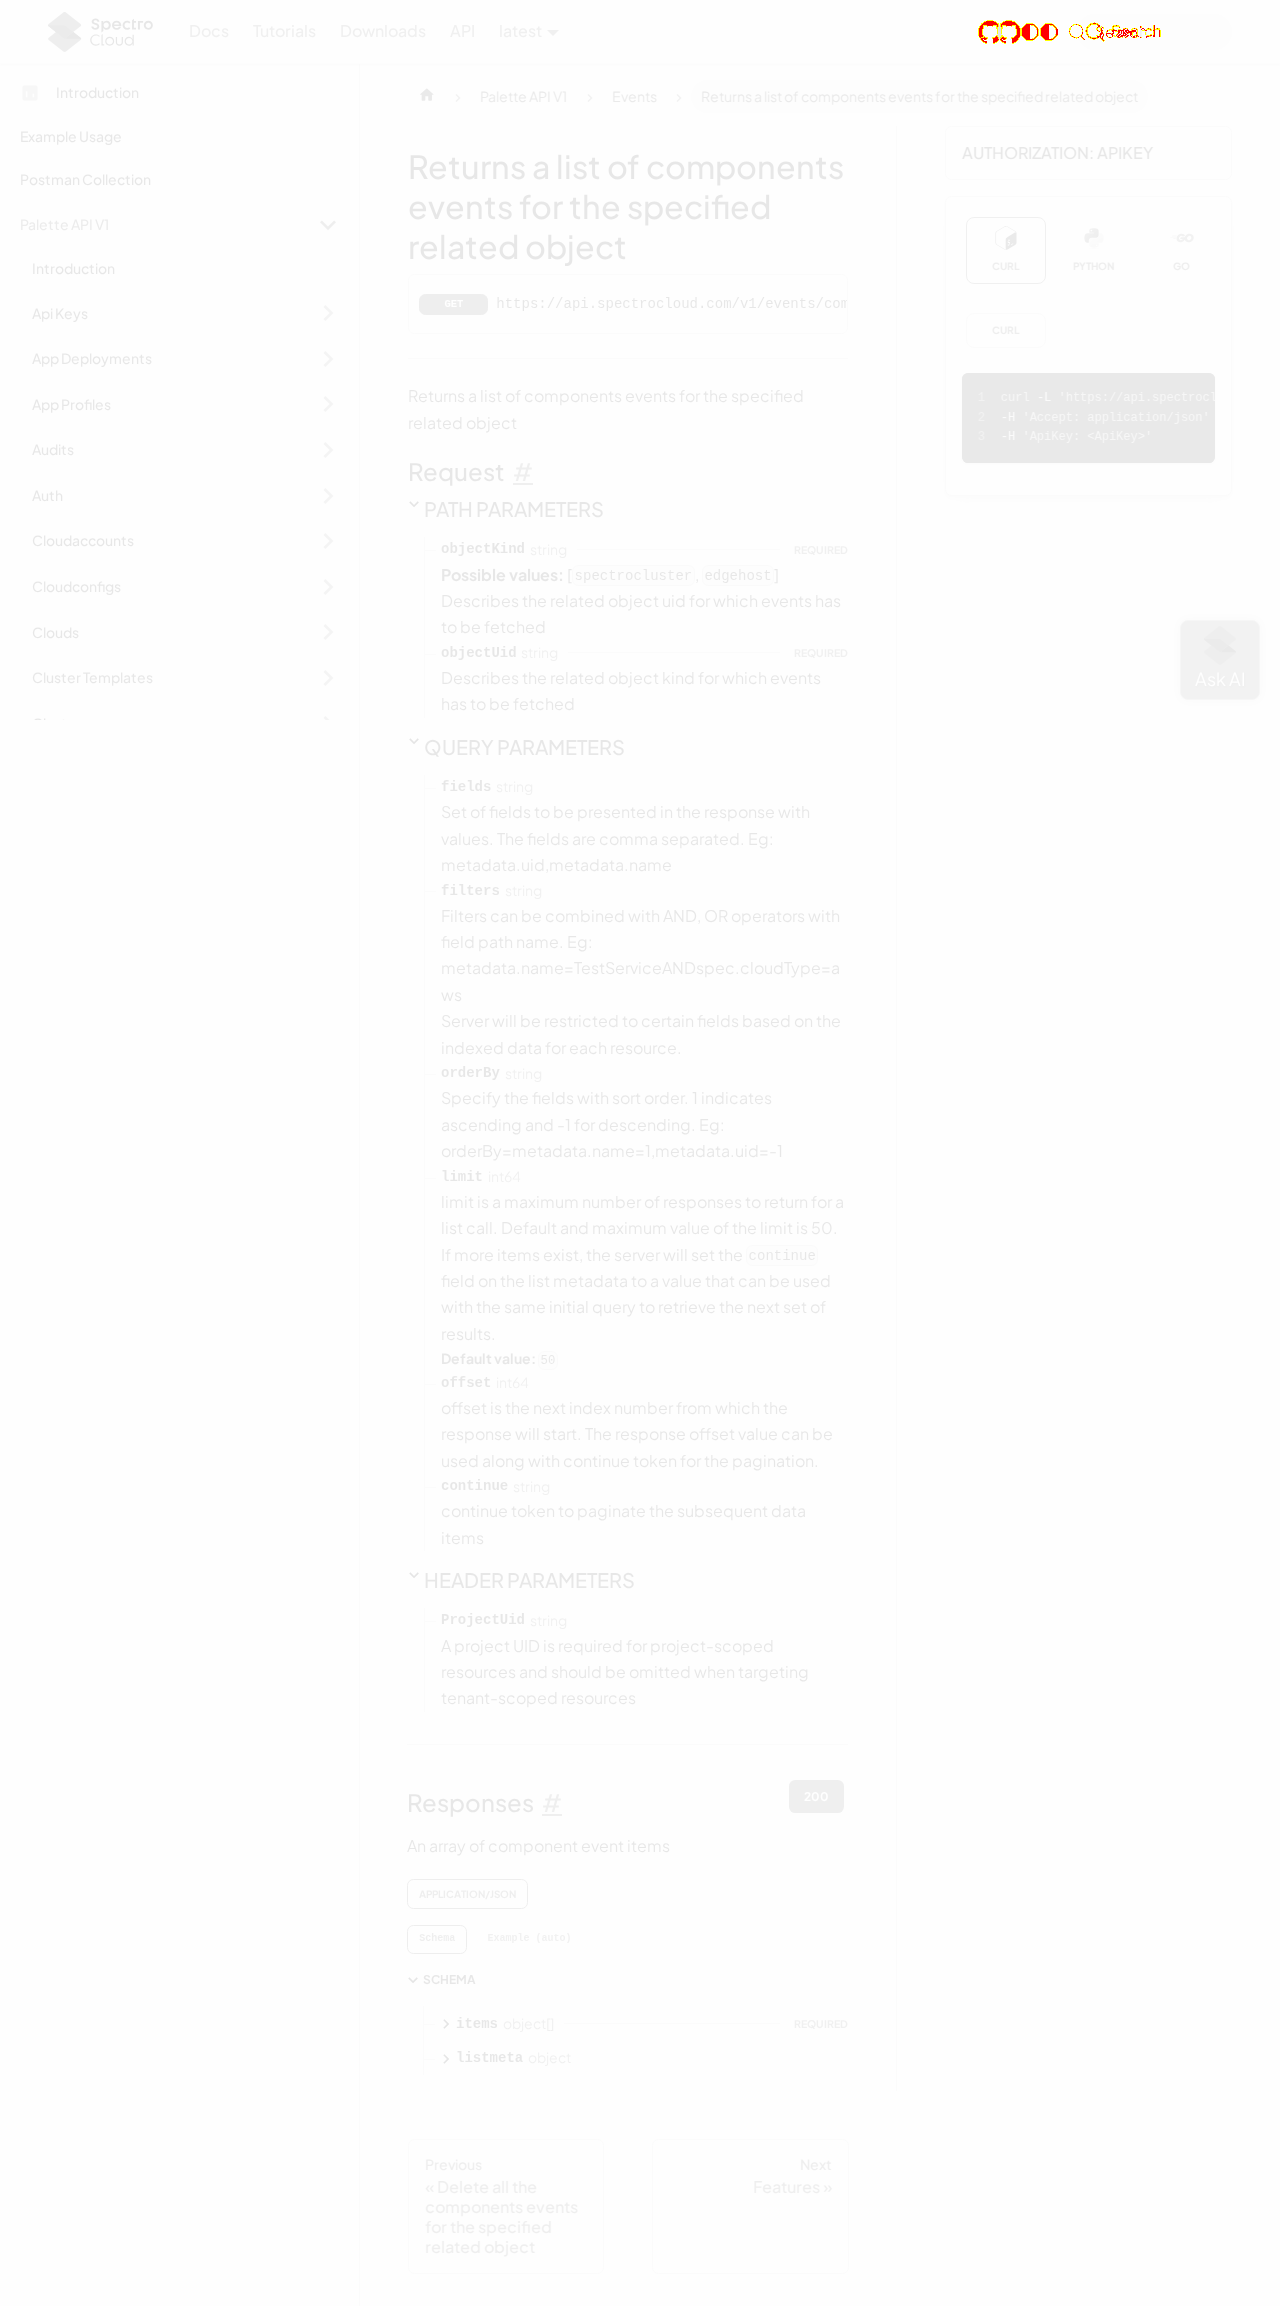 Spectro
Cloud
Docs
Tutorials
Downloads
API
latest
Search
Introduction
Example Usage
Postman Collection
Palette API V1
Introduction
Api Keys
App Deployments
App Profiles
Audits
Auth
Cloudaccounts
Cloudconfigs
Clouds
Cluster Templates
Palette API V1
Events
Returns a list of components events for the specified related object
Returns a list of components
events for the specified
related object
GET https://api.spectrocloud.com/v1/events/com
Returns a list of components events for the specified
related object
Request #
PATH PARAMETERS
objectKind string REQUIRED
Possible values: [spectrocluster, edgehost]
Describes the related object uid for which events has
to be fetched
objectUid string REQUIRED
Describes the related object kind for which events
has to be fetched
QUERY PARAMETERS
fields string
Set of fields to be presented in the response with
values. The fields are comma separated. Eg:
metadata.uid,metadata.name
filters string
Filters can be combined with AND, OR operators with
field path name. Eg:
metadata.name=TestServiceANDspec.cloudType=a
ws
Server will be restricted to certain fields based on the
indexed data for each resource.
orderBy string
Specify the fields with sort order. 1 indicates
ascending and -1 for descending. Eg:
orderBy=metadata.name=1,metadata.uid=-1
limit int64
limit is a maximum number of responses to return for a
list call. Default and maximum value of the limit is 50.
If more items exist, the server will set the continue
field on the list metadata to a value that can be used
with the same initial query to retrieve the next set of
results.
Default value: 50
offset int64
offset is the next index number from which the
response will start. The response offset value can be
used along with continue token for the pagination.
continue string
continue token to paginate the subsequent data
items
HEADER PARAMETERS
ProjectUid string
A project UID is required for project-scoped
resources and should be omitted when targeting
tenant-scoped resources
Responses #
200
An array of component event items
APPLICATION/JSON
Schema
Example (auto)
SCHEMA
items object[] REQUIRED
listmeta object
Previous
« Delete all the
components events
for the specified
related object
Next
Features »
AUTHORIZATION: APIKEY
CURL
PYTHON
GO
GO
CURL
1 curl -L 'https://api.spectrocl
2 -H 'Accept: application/json'
3 -H 'ApiKey: <ApiKey>'
Ask AI